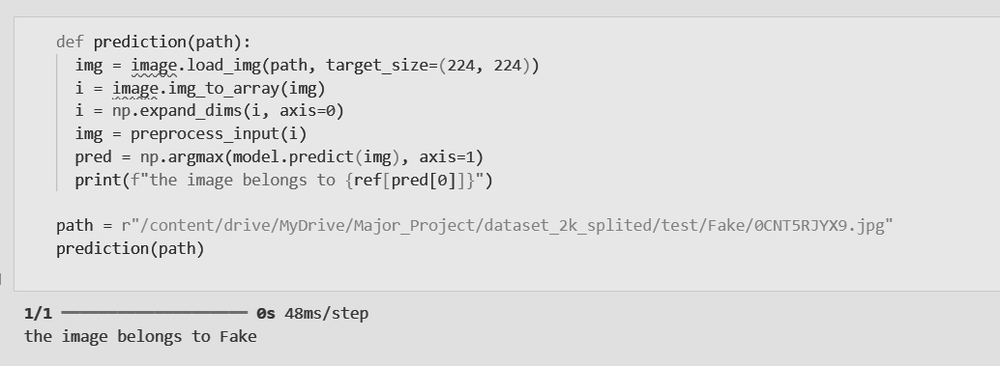 def prediction(path):
  img = image.load_img(path, target_size=(224, 224))
  i = image.img_to_array(img)
  i = np.expand_dims(i, axis=0)
  img = preprocess_input(i)
  pred = np.argmax(model.predict(img), axis=1)
  print(f"the image belongs to {ref[pred[0]]}")
path = r"/content/drive/MyDrive/Major_Project/dataset_2k_splited/test/Fake/0CNT5RJYX9.jpg"
prediction(path)
1/1 ━━━━━━━━━━━━━━━━━━━━ 0s 48ms/step
the image belongs to Fake